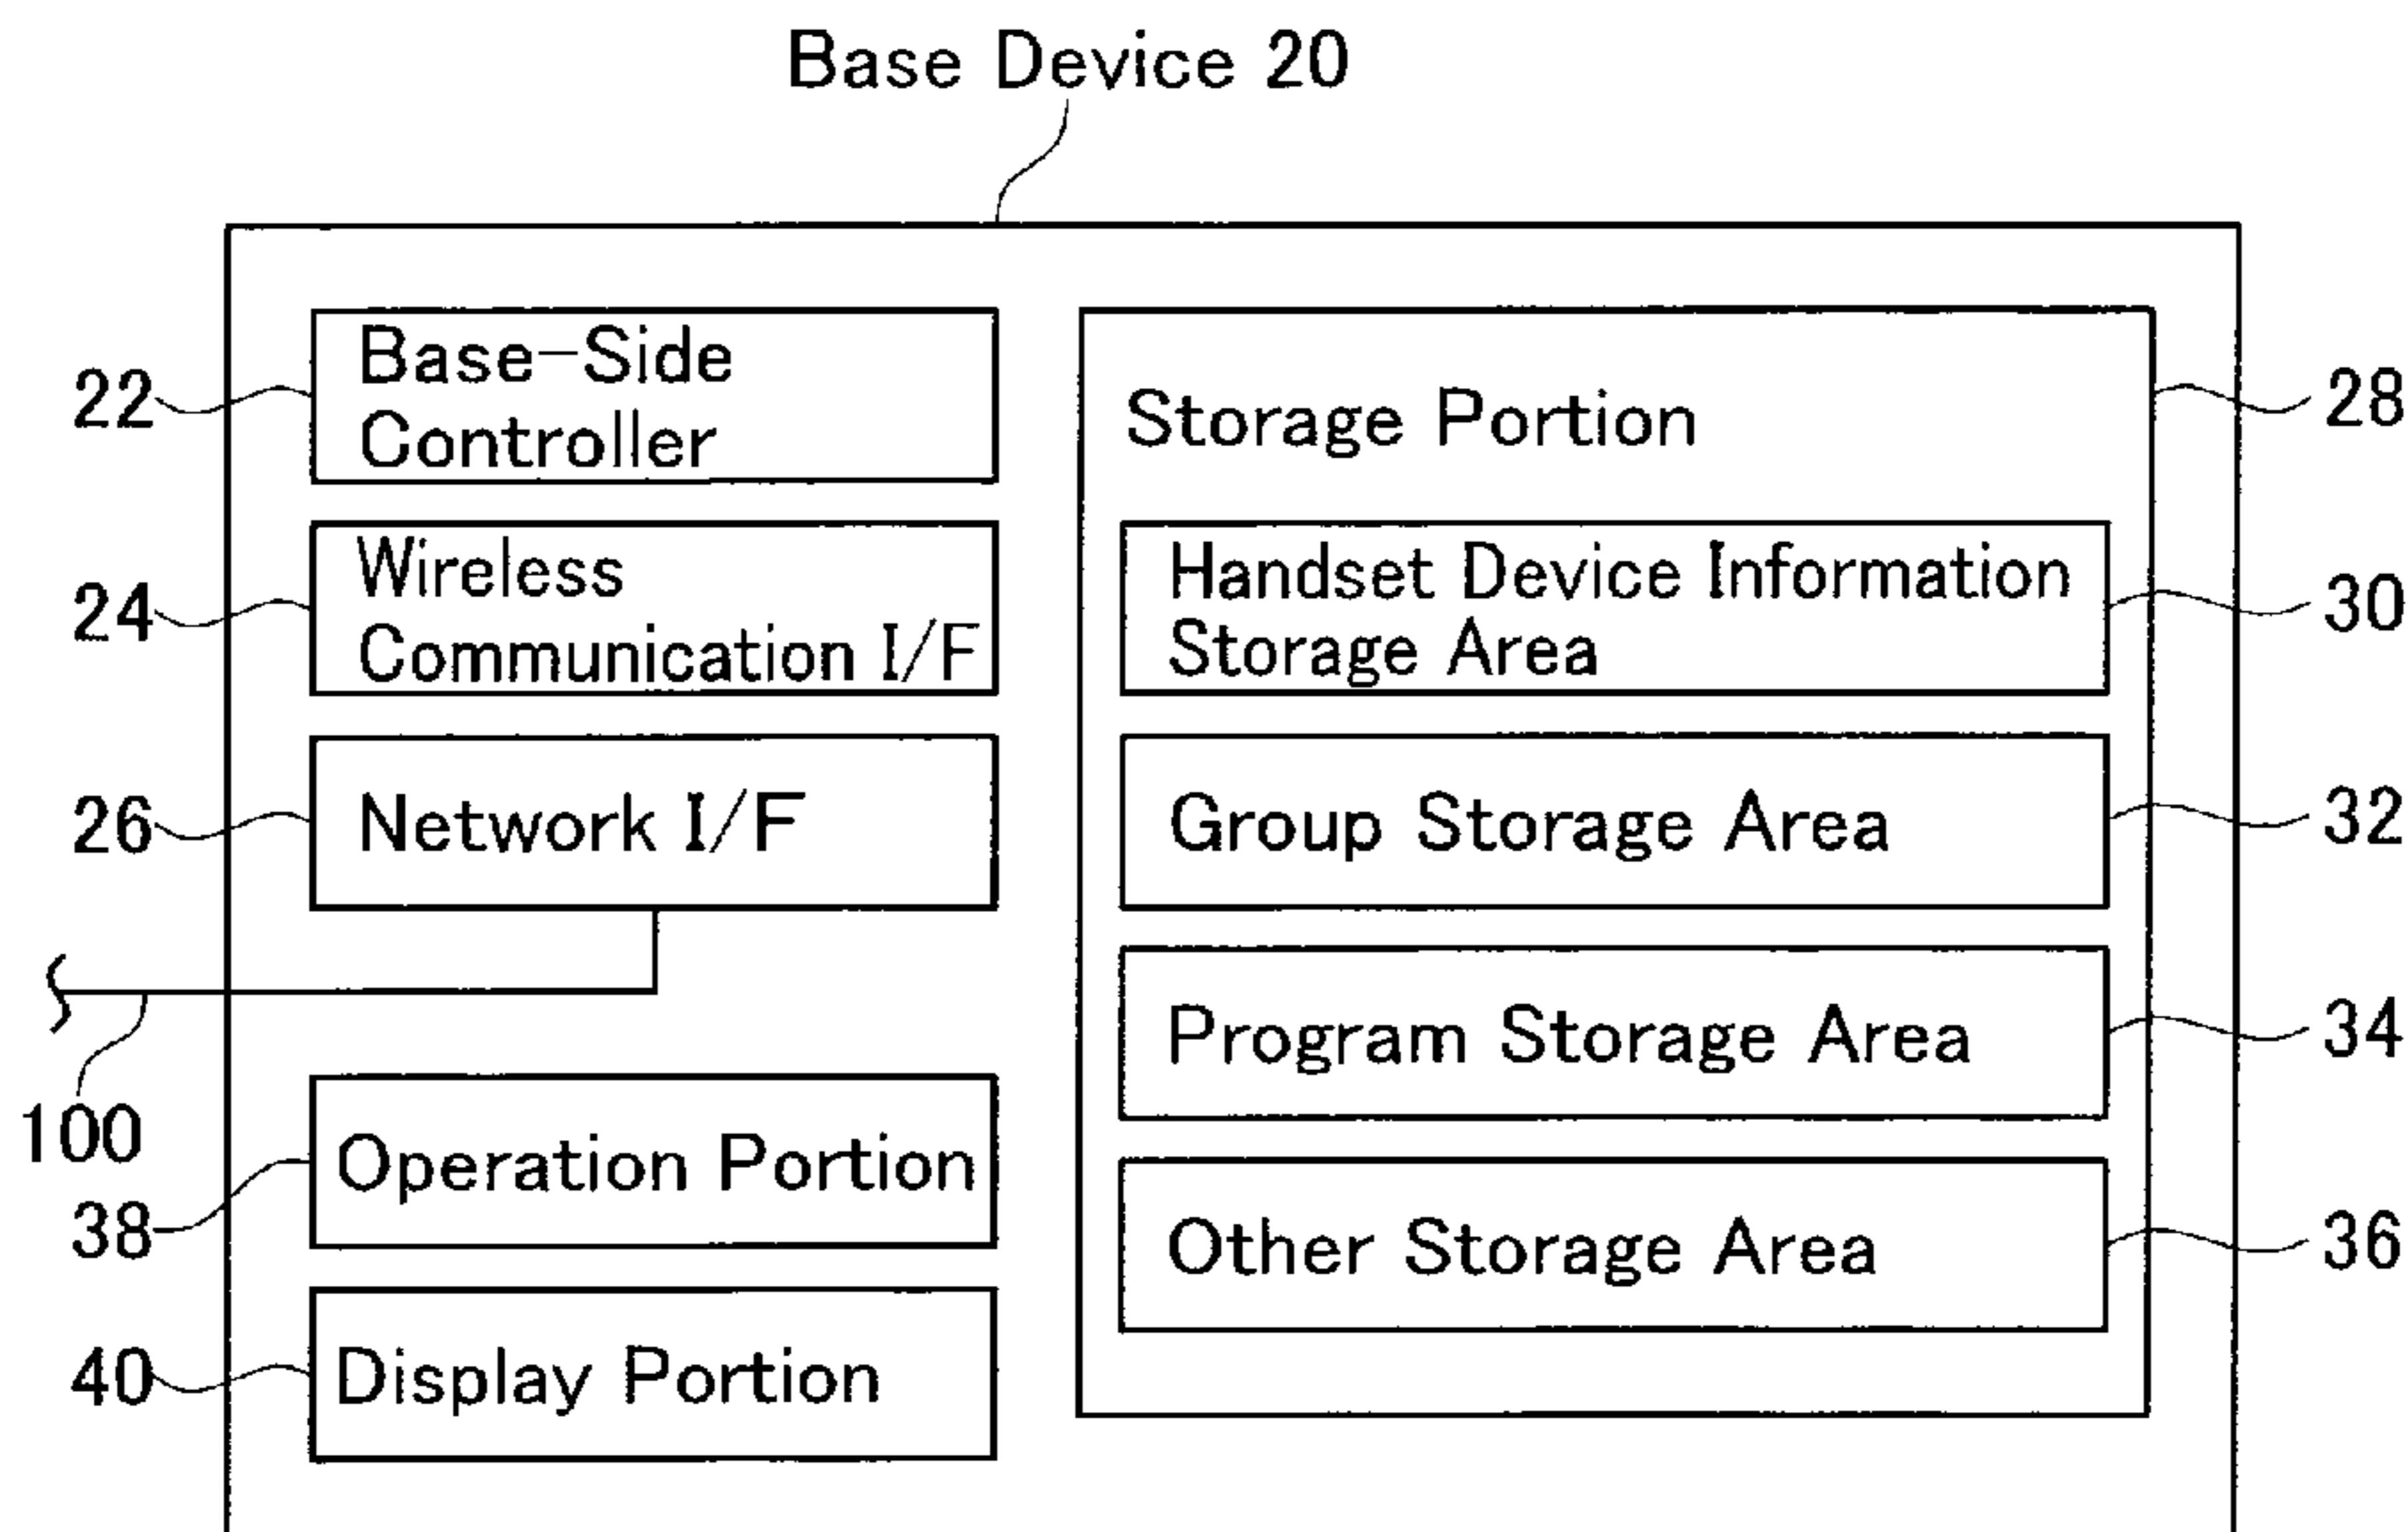 Base Device 20
22
Base-Side
Controller
24
Wireless
Communication I/F
26
Network I/F
100
38
Operation Portion
40
Display Portion
Storage Portion
28
Handset Device Information
Storage Area
30
Group Storage Area
32
Program Storage Area
34
Other Storage Area
36